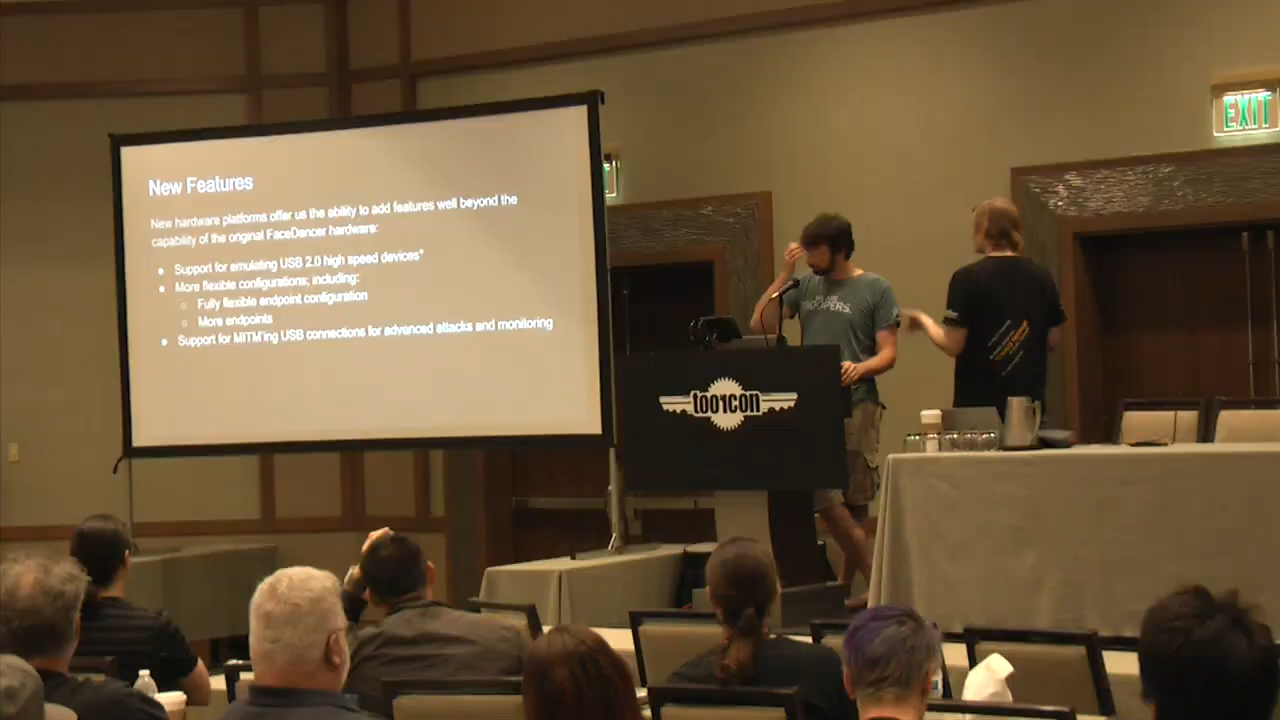 New Features
New hardware platforms offer us the ability to add features well beyond the
capability of the original FaceDancer hardware:
● Support for emulating USB 2.0 high speed devices*
● More flexible configurations; including:
○ Fully flexible endpoint configuration
○ More endpoints
● Support for MITM'ing USB connections for advanced attacks and monitoring
EXIT
TROOPERS.
toorcon